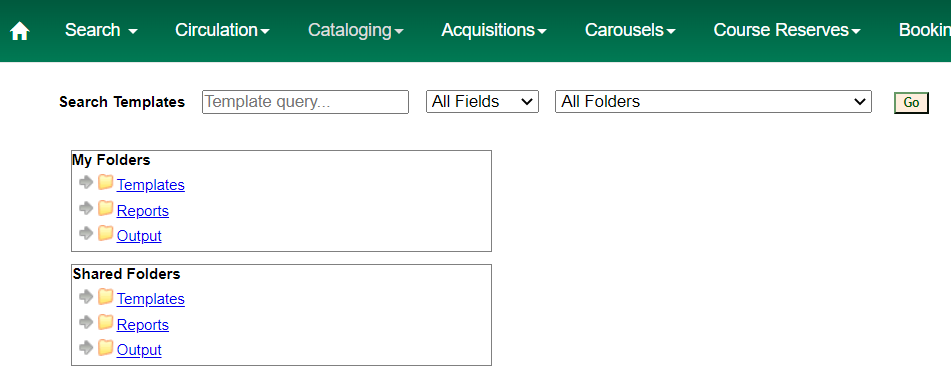 Search Circulation Cataloging Acquisitions Carousels Course Reserves Bookin
Search Templates Template query... All Fields All Folders Go
My Folders
Templates
Reports
Output
Shared Folders
Templates
Reports
Output